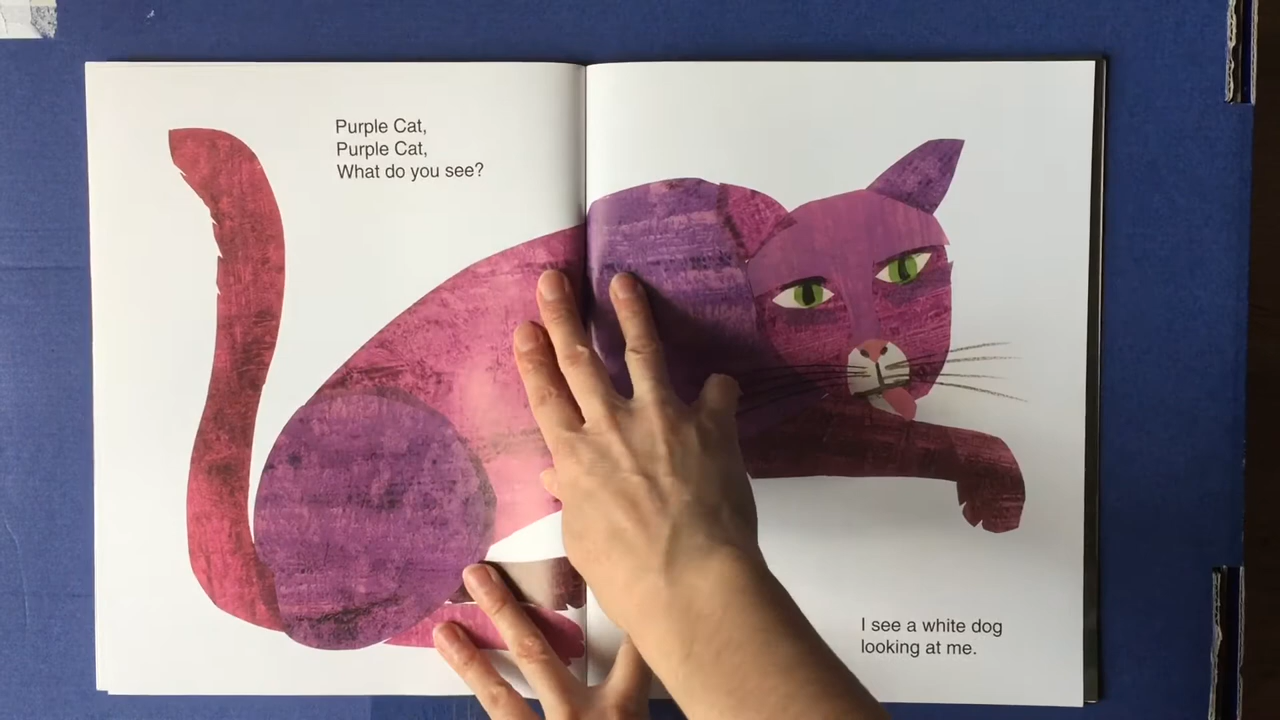 Purple Cat,
Purple Cat,
What do you see?
I see a white dog
looking at me.